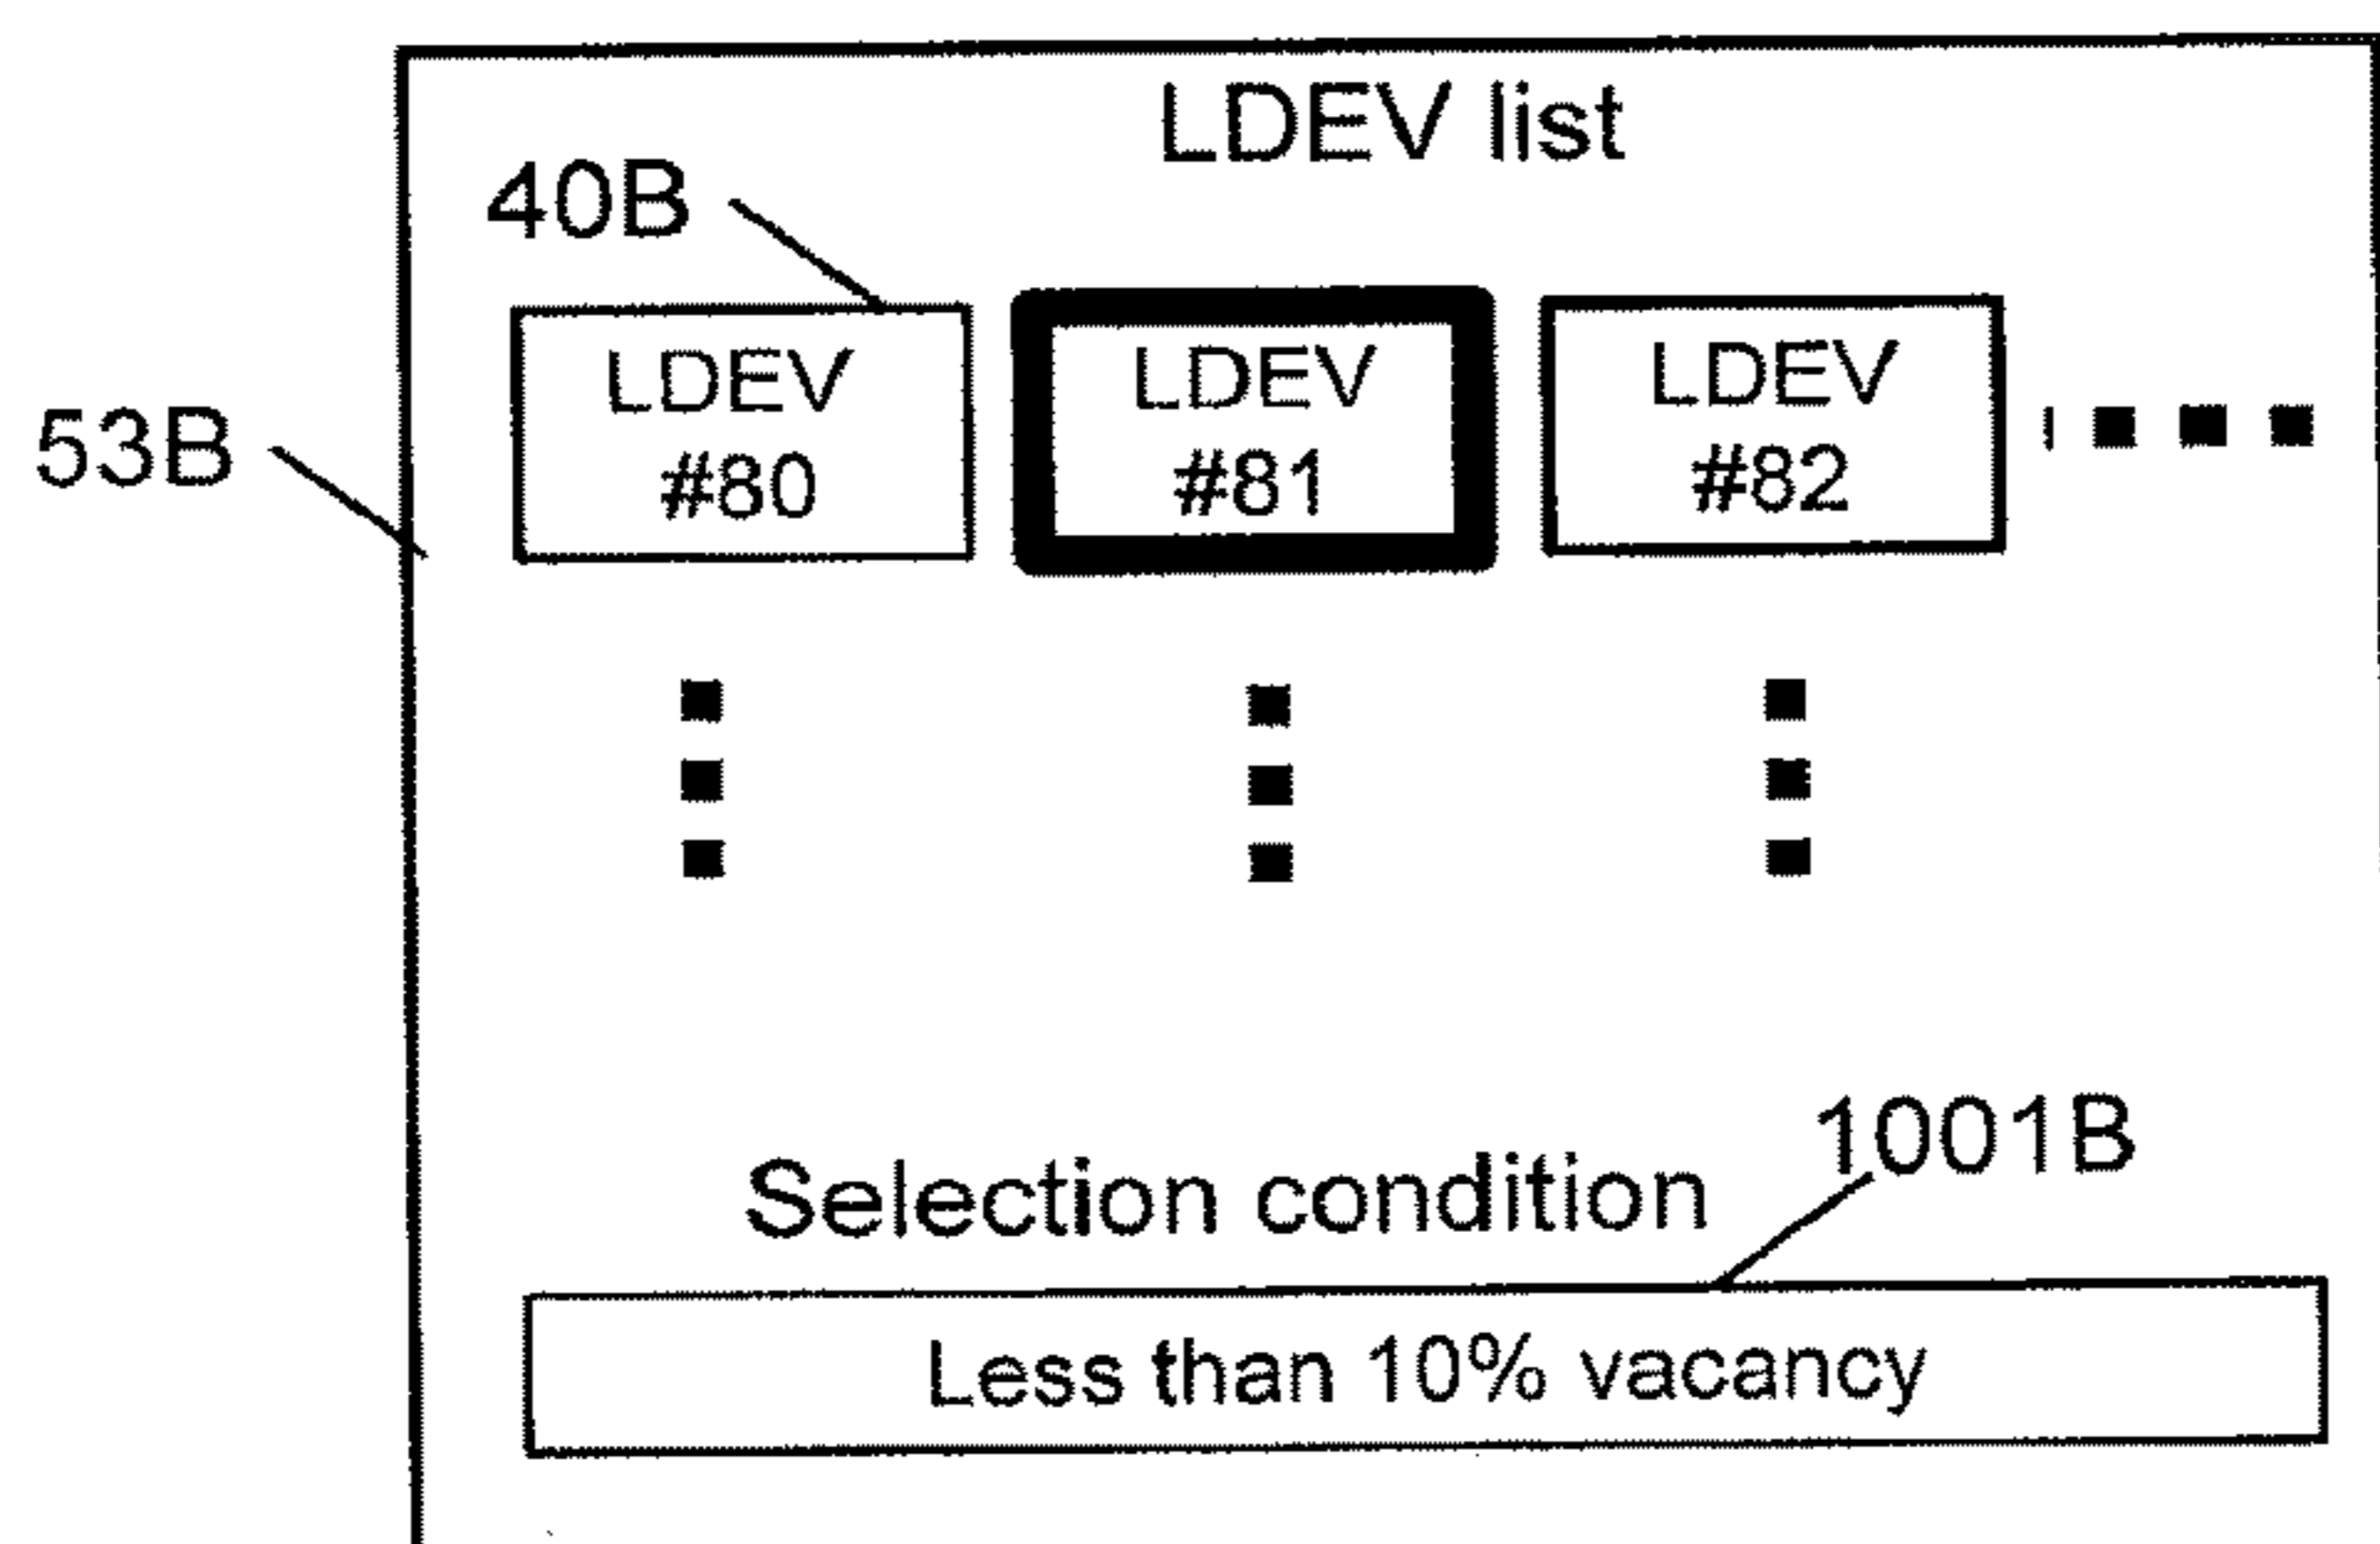 LDEV list
40B
53B
LDEV
#80
LDEV
#81
LDEV
#82
Selection condition
1001B
Less than 10% vacancy